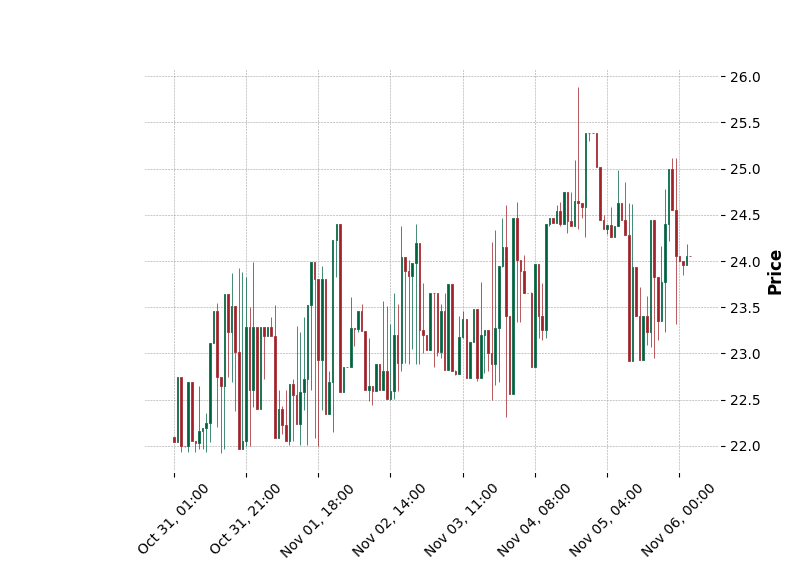 26.0
25.5
25.0
24.5
24.0
23.5
23.0
22.5
22.0
Price
Oct 31, 01:00
Oct 31, 21:00
Nov 01, 18:00
Nov 02, 14:00
Nov 03, 11:00
Nov 04, 08:00
Nov 05, 04:00
Nov 06, 00:00